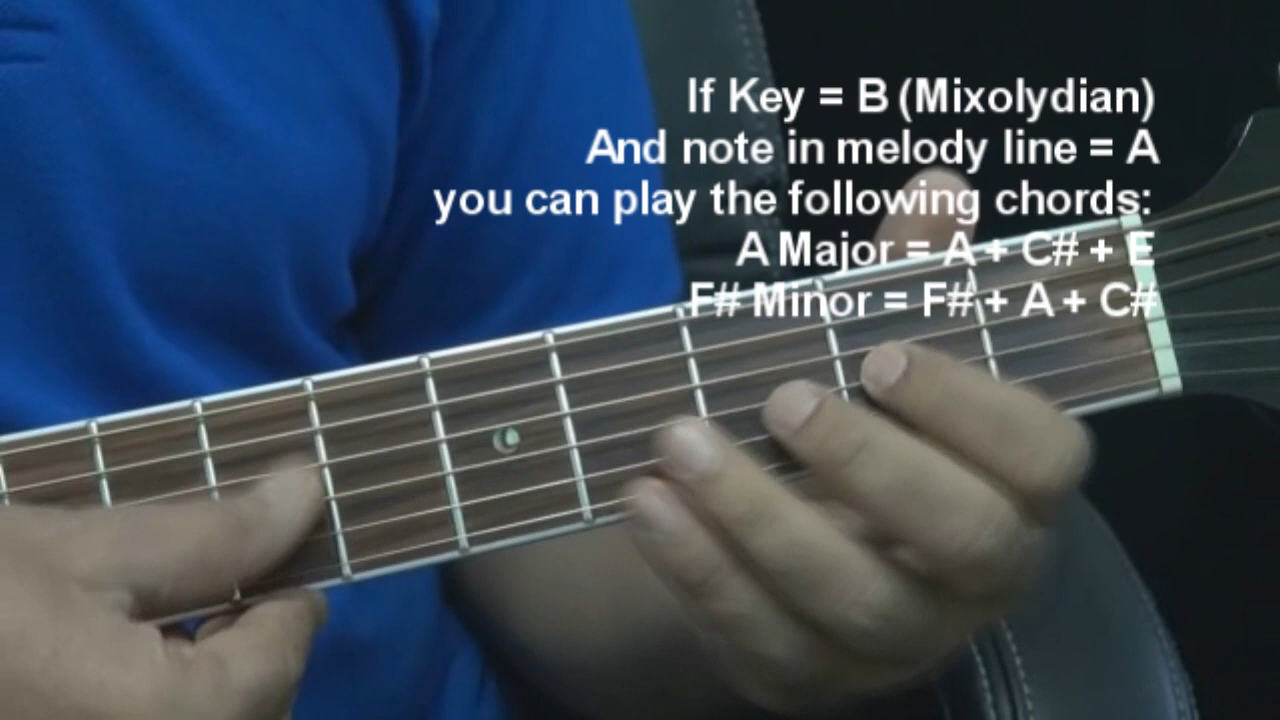 If Key = B (Mixolydian)
And note in melody line = A
you can play the following chords:
A Major = A + C# + E
F# Minor = F# + A + C#